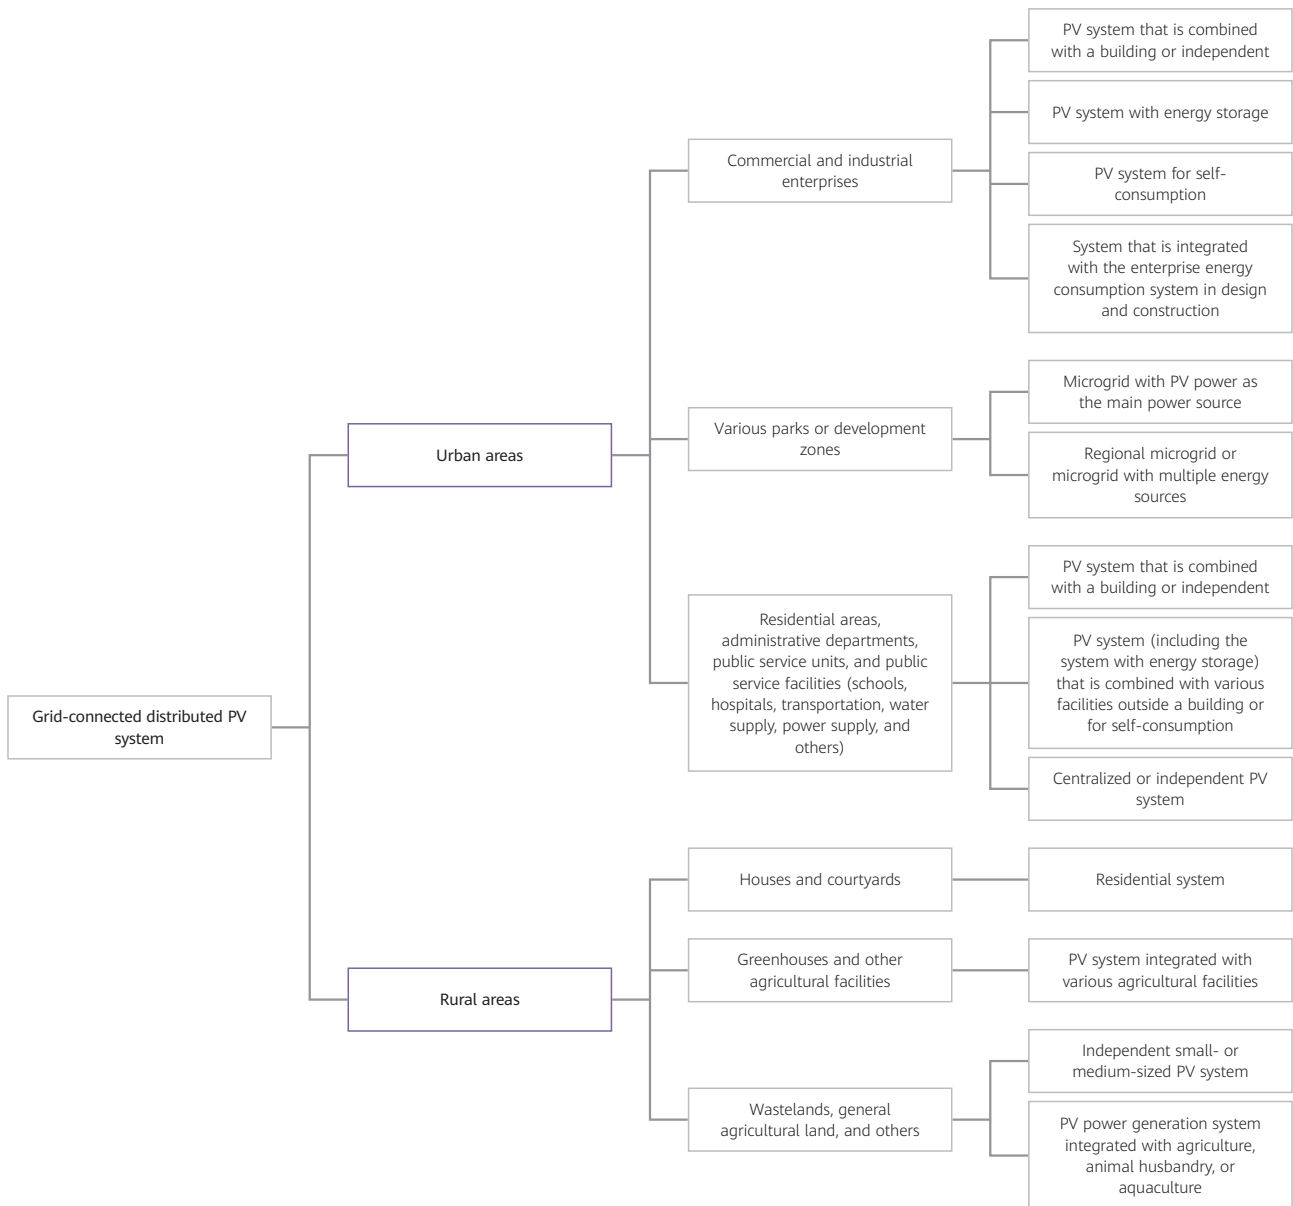 PV system that is combined
with a building or independent
PV system with energy storage
Commercial and industrial
enterprises
PV system for self-
consumption
System that is integrated
with the enterprise energy
consumption system in design
and construction
Microgrid with PV power as
the main power source
Various parks or development
zones
Urban areas
Regional microgrid or
microgrid with multiple energy
sources
PV system that is combined
with a building or independent
Residential areas,
administrative departments,
public service units, and public
service facilities (schools,
hospitals, transportation, water
supply, power supply, and
others)
PV system (including the
system with energy storage)
that is combined with various
facilities outside a building or
for self-consumption
Grid-connected distributed PV
system
Centralized or independent PV
system
Houses and courtyards
Residential system
Greenhouses and other
agricultural facilities
PV system integrated with
various agricultural facilities
Rural areas
Independent small- or
medium-sized PV system
Wastelands, general
agricultural land, and others
PV power generation system
integrated with agriculture,
animal husbandry, or
aquaculture